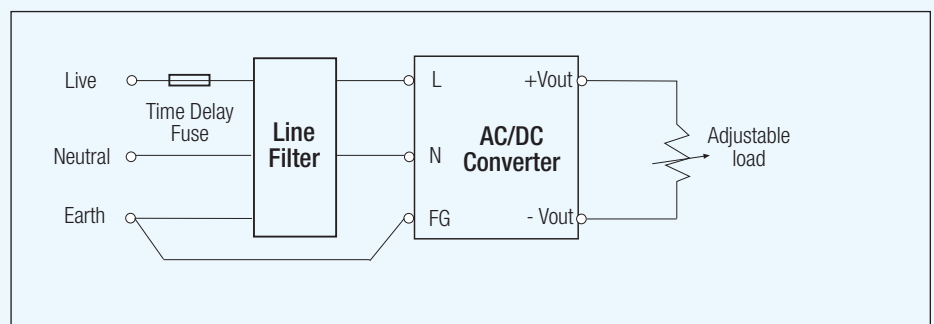 Live
Time Delay
Fuse
Neutral
Earth
Line
Filter
L
N
FG
AC/DC
Converter
+Vout
- Vout
Adjustable
load